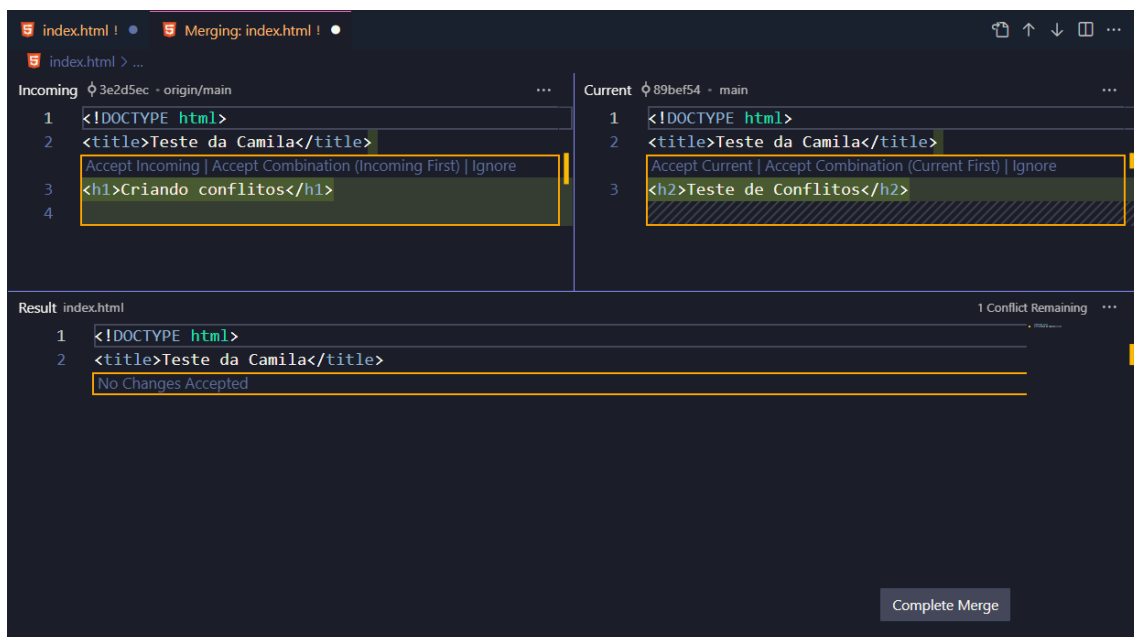 index.html ! Merging: index.html !
index.html > ...
Incoming 3e2d5ec • origin/main
1 <!DOCTYPE html>
2 <title>Teste da Camila</title>
Accept Incoming | Accept Combination (Incoming First) | Ignore
3 <h1>Criando conflitos</h1>
4
Current 89bef54 • main
1 <!DOCTYPE html>
2 <title>Teste da Camila</title>
Accept Current | Accept Combination (Current First) | Ignore
3 <h2>Teste de Conflitos</h2>
Result index.html 1 Conflict Remaining
1 <!DOCTYPE html>
2 <title>Teste da Camila</title>
No Changes Accepted
Complete Merge